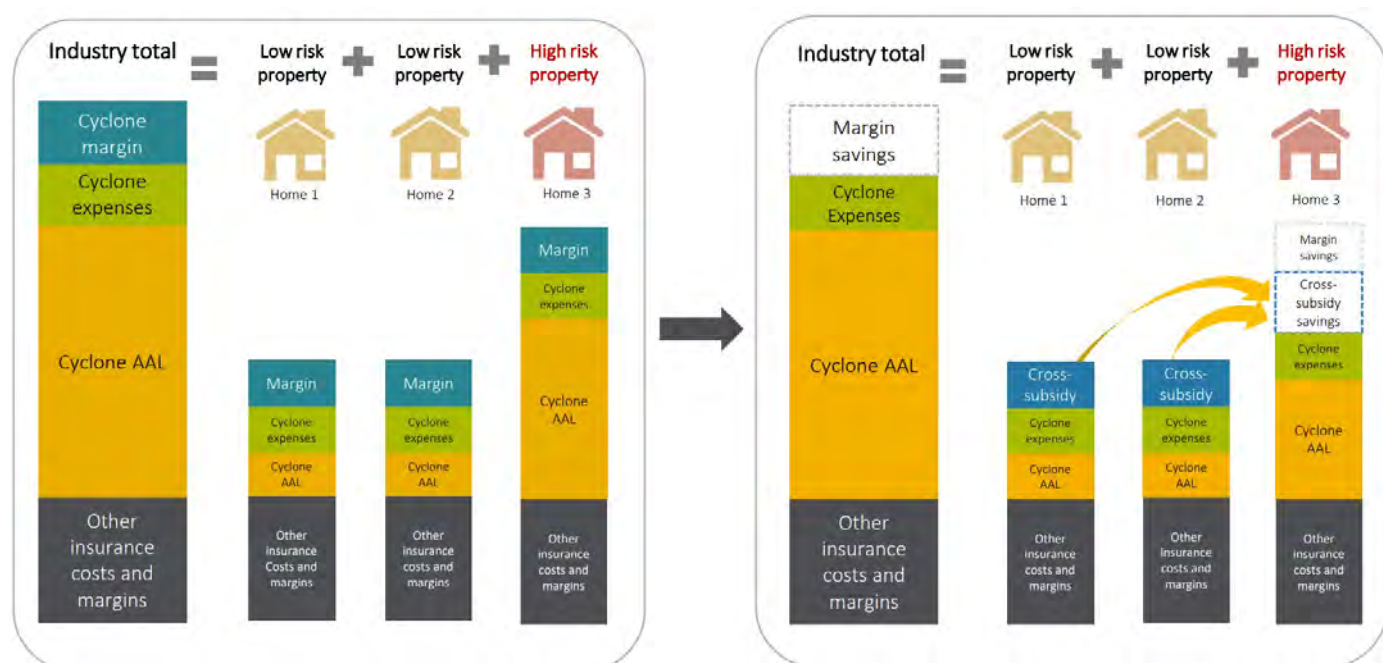 Industry total
=
Low risk
property
+
Low risk
property
+
High risk
property
Cyclone
margin
Cyclone
expenses
Cyclone AAL
Other
insurance
costs and
margins
Home 1
Margin
Cyclone
expenses
Cyclone
AAL
Other
insurance
Costs and
margins
Home 2
Margin
Cyclone
expenses
Cyclone
AAL
Other
insurance
costs and
margins
Home 3
Margin
Cyclone
expenses
Cyclone
AAL
Other
insurance
costs and
margins
Industry total
=
Low risk
property
+
Low risk
property
+
High risk
property
Margin
savings
Cyclone
Expenses
Cyclone AAL
Other
insurance
costs and
margins
Home 1
Cross-
subsidy
Cyclone
expenses
Cyclone
AAL
Other
insurance
costs and
margins
Home 2
Cross-
subsidy
Cyclone
expenses
Cyclone
AAL
Other
insurance
costs and
margins
Home 3
Margin
savings
Cross-
subsidy
savings
Cyclone
expenses
Cyclone
AAL
Other
insurance
costs and
margins